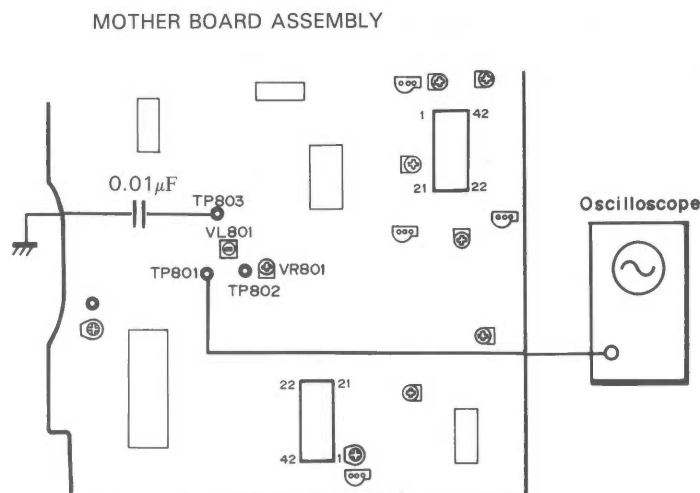 MOTHER BOARD ASSEMBLY
1 42
21 22
0.01µF
TP803
VL801
TP801
TP802
VR801
Oscilloscope
22 21
42 1